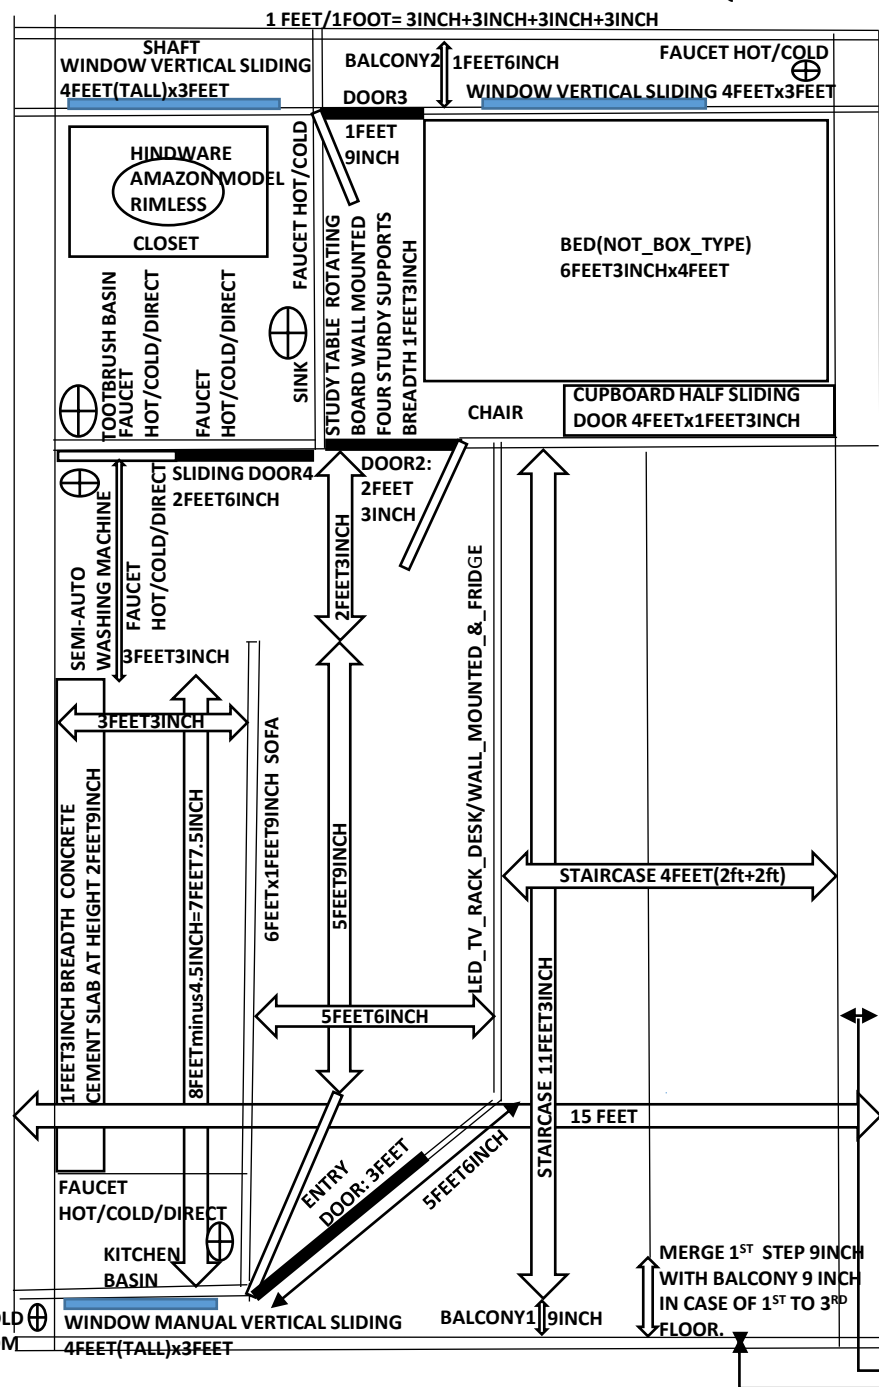 1 FEET/1FOOT= 3INCH+3INCH+3INCH+3INCH
SHAFT
WINDOW VERTICAL SLIDING
4FEET(TALL)x3FEET
BALCONY2
1FEET6INCH
FAUCET HOT/COLD
WINDOW VERTICAL SLIDING 4FEETx3FEET
DOOR3
1FEET
9INCH
HINDWARE
AMAZON MODEL
RIMLESS
CLOSET
FAUCET HOT/COLD
SINK
BED(NOT_BOX_TYPE)
6FEET3INCHx4FEET
STUDY TABLE ROTATING
BOARD WALL MOUNTED
FOUR STURDY SUPPORTS
BREADTH 1FEET3INCH
TOOTBRUSH BASIN
FAUCET
HOT/COLD/DIRECT
FAUCET
HOT/COLD/DIRECT
CHAIR
CUPBOARD HALF SLIDING
DOOR 4FEETx1FEET3INCH
SLIDING DOOR4
2FEET6INCH
DOOR2:
2FEET
3INCH
SEMI-AUTO
WASHING MACHINE
FAUCET
HOT/COLD/DIRECT
3FEET3INCH
2FEET3INCH
LED_TV_RACK_DESK/WALL_MOUNTED_&_FRIDGE
3FEET3INCH
6FEETx1FEET9INCH SOFA
5FEET9INCH
1FEET3INCH BREADTH CONCRETE
CEMENT SLAB AT HEIGHT 2FEET9INCH
8FEETminus4.5INCH=7FEET7.5INCH
STAIRCASE 4FEET(2ft+2ft)
STAIRCASE 11FEET3INCH
5FEET6INCH
15 FEET
ENTRY
DOOR: 3FEET
5FEET6INCH
FAUCET
HOT/COLD/DIRECT
KITCHEN
BASIN
MERGE 1ST STEP 9INCH
WITH BALCONY 9 INCH
IN CASE OF 1ST TO 3RD
FLOOR.
BALCONY1
9INCH
WINDOW MANUAL VERTICAL SLIDING
4FEET(TALL)x3FEET